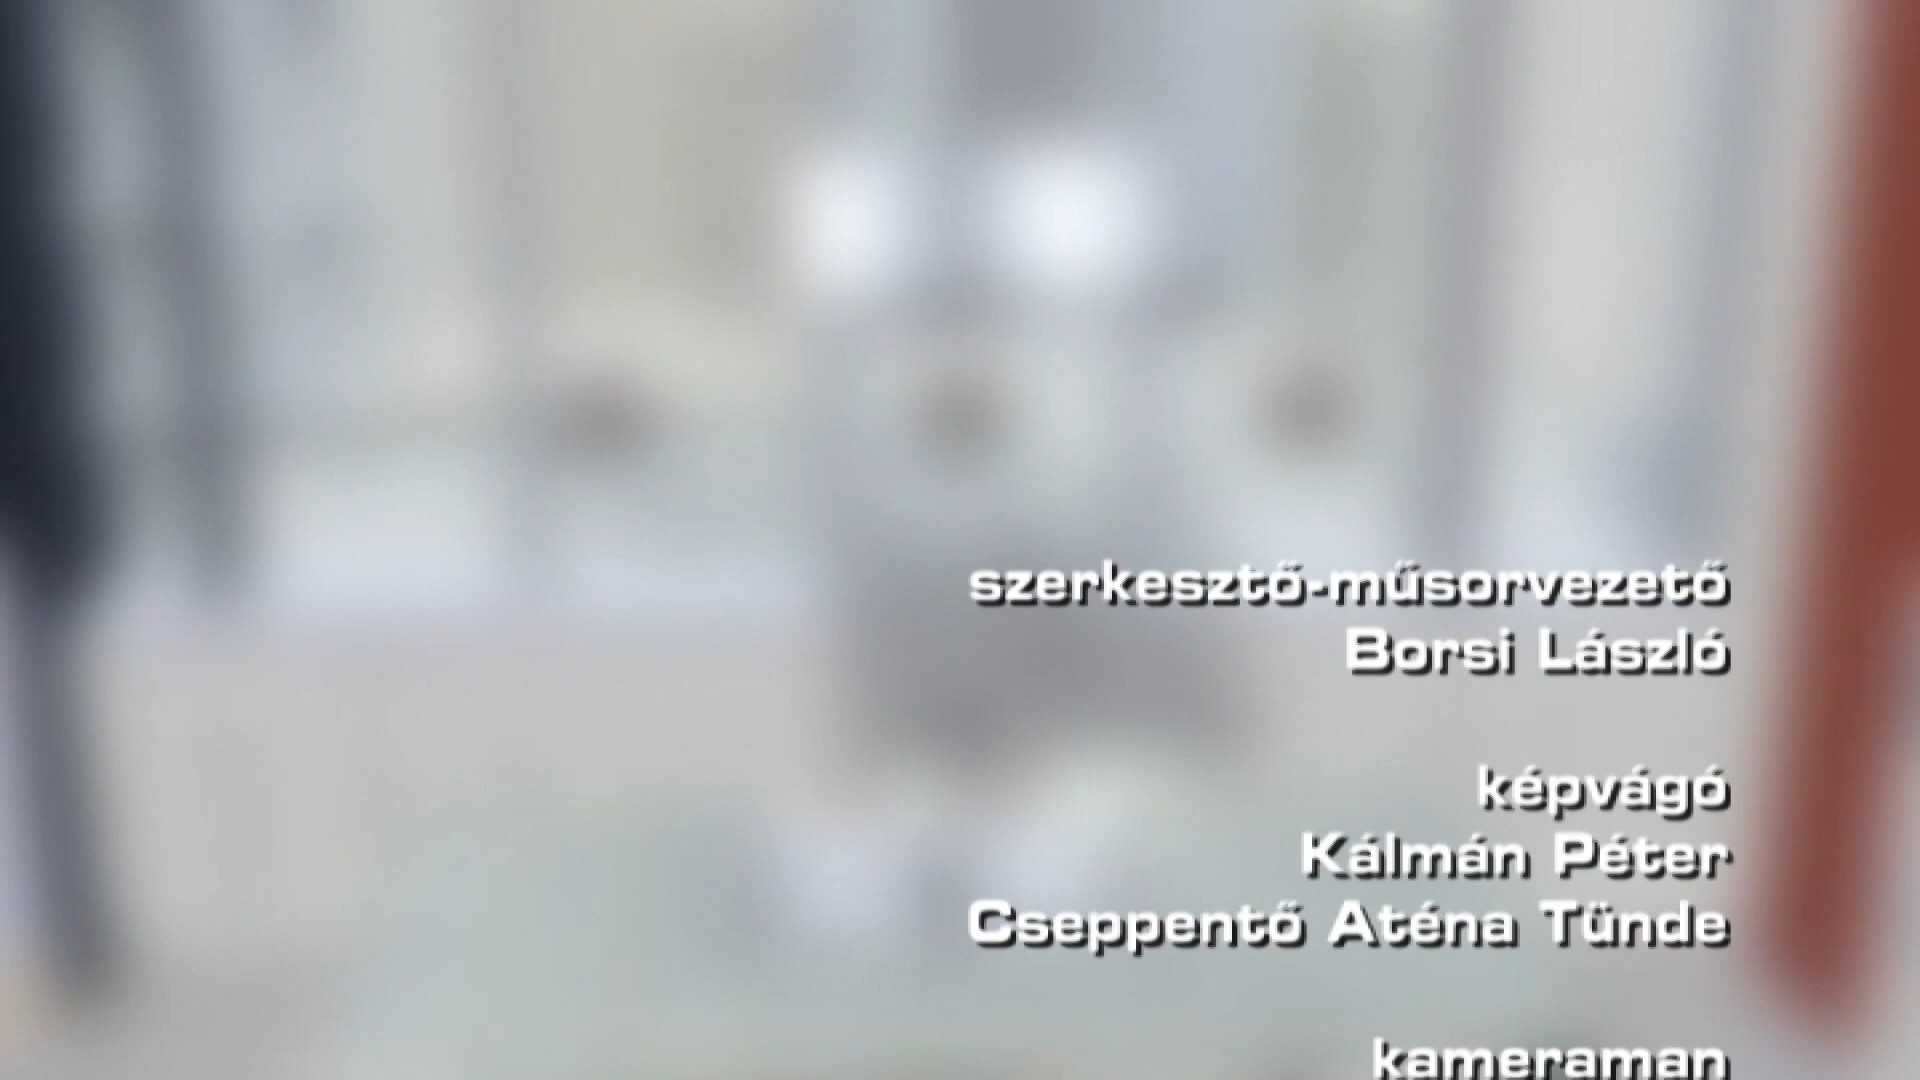 szerkesztő-műsorvezető
Borsi László
képvágó
Kálmán Péter
Cseppentő Aténa Tünde
kameraman